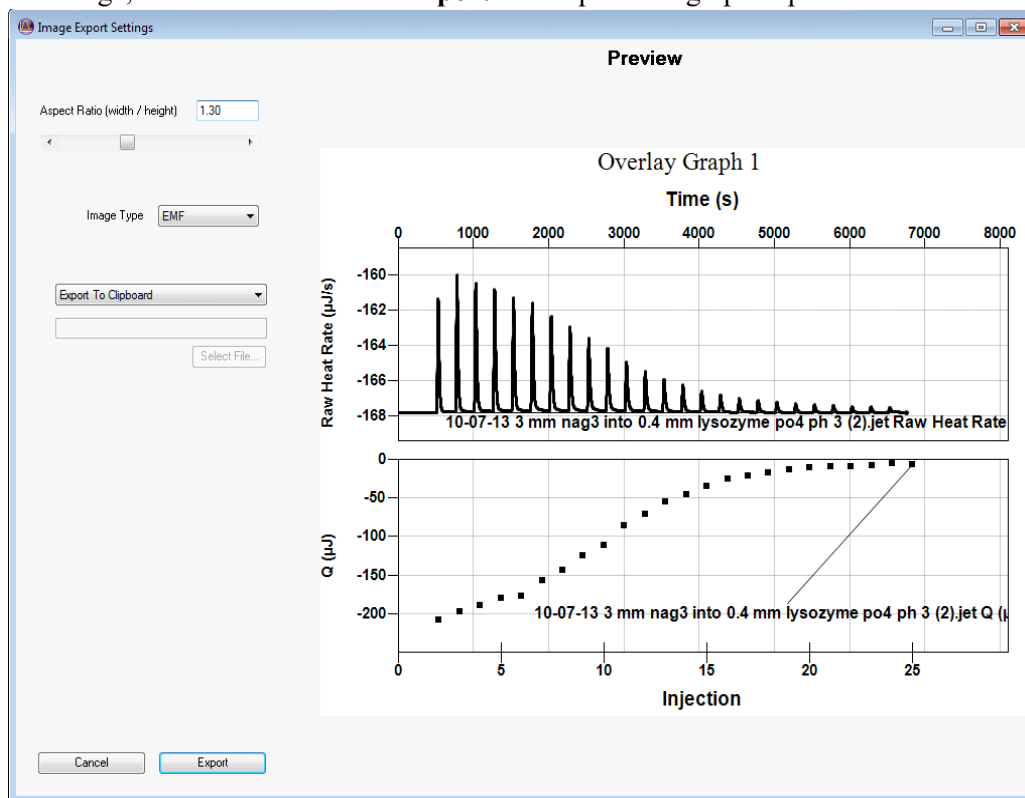 Image Export Settings
Preview
Aspect Ratio (width / height) 1.30
Image Type EMF
Export To Clipboard
Select File...
Overlay Graph 1
Time (s)
0 1000 2000 3000 4000 5000 6000 7000 8000
Raw Heat Rate (µJ/s)
-160
-162
-164
-166
-168
10-07-13 3 mm nag3 into 0.4 mm lysozyme po4 ph 3 (2).jet Raw Heat Rate
Q (µJ)
0
-50
-100
-150
-200
10-07-13 3 mm nag3 into 0.4 mm lysozyme po4 ph 3 (2).jet Q (µ
0 5 10 15 20 25
Injection
Cancel Export